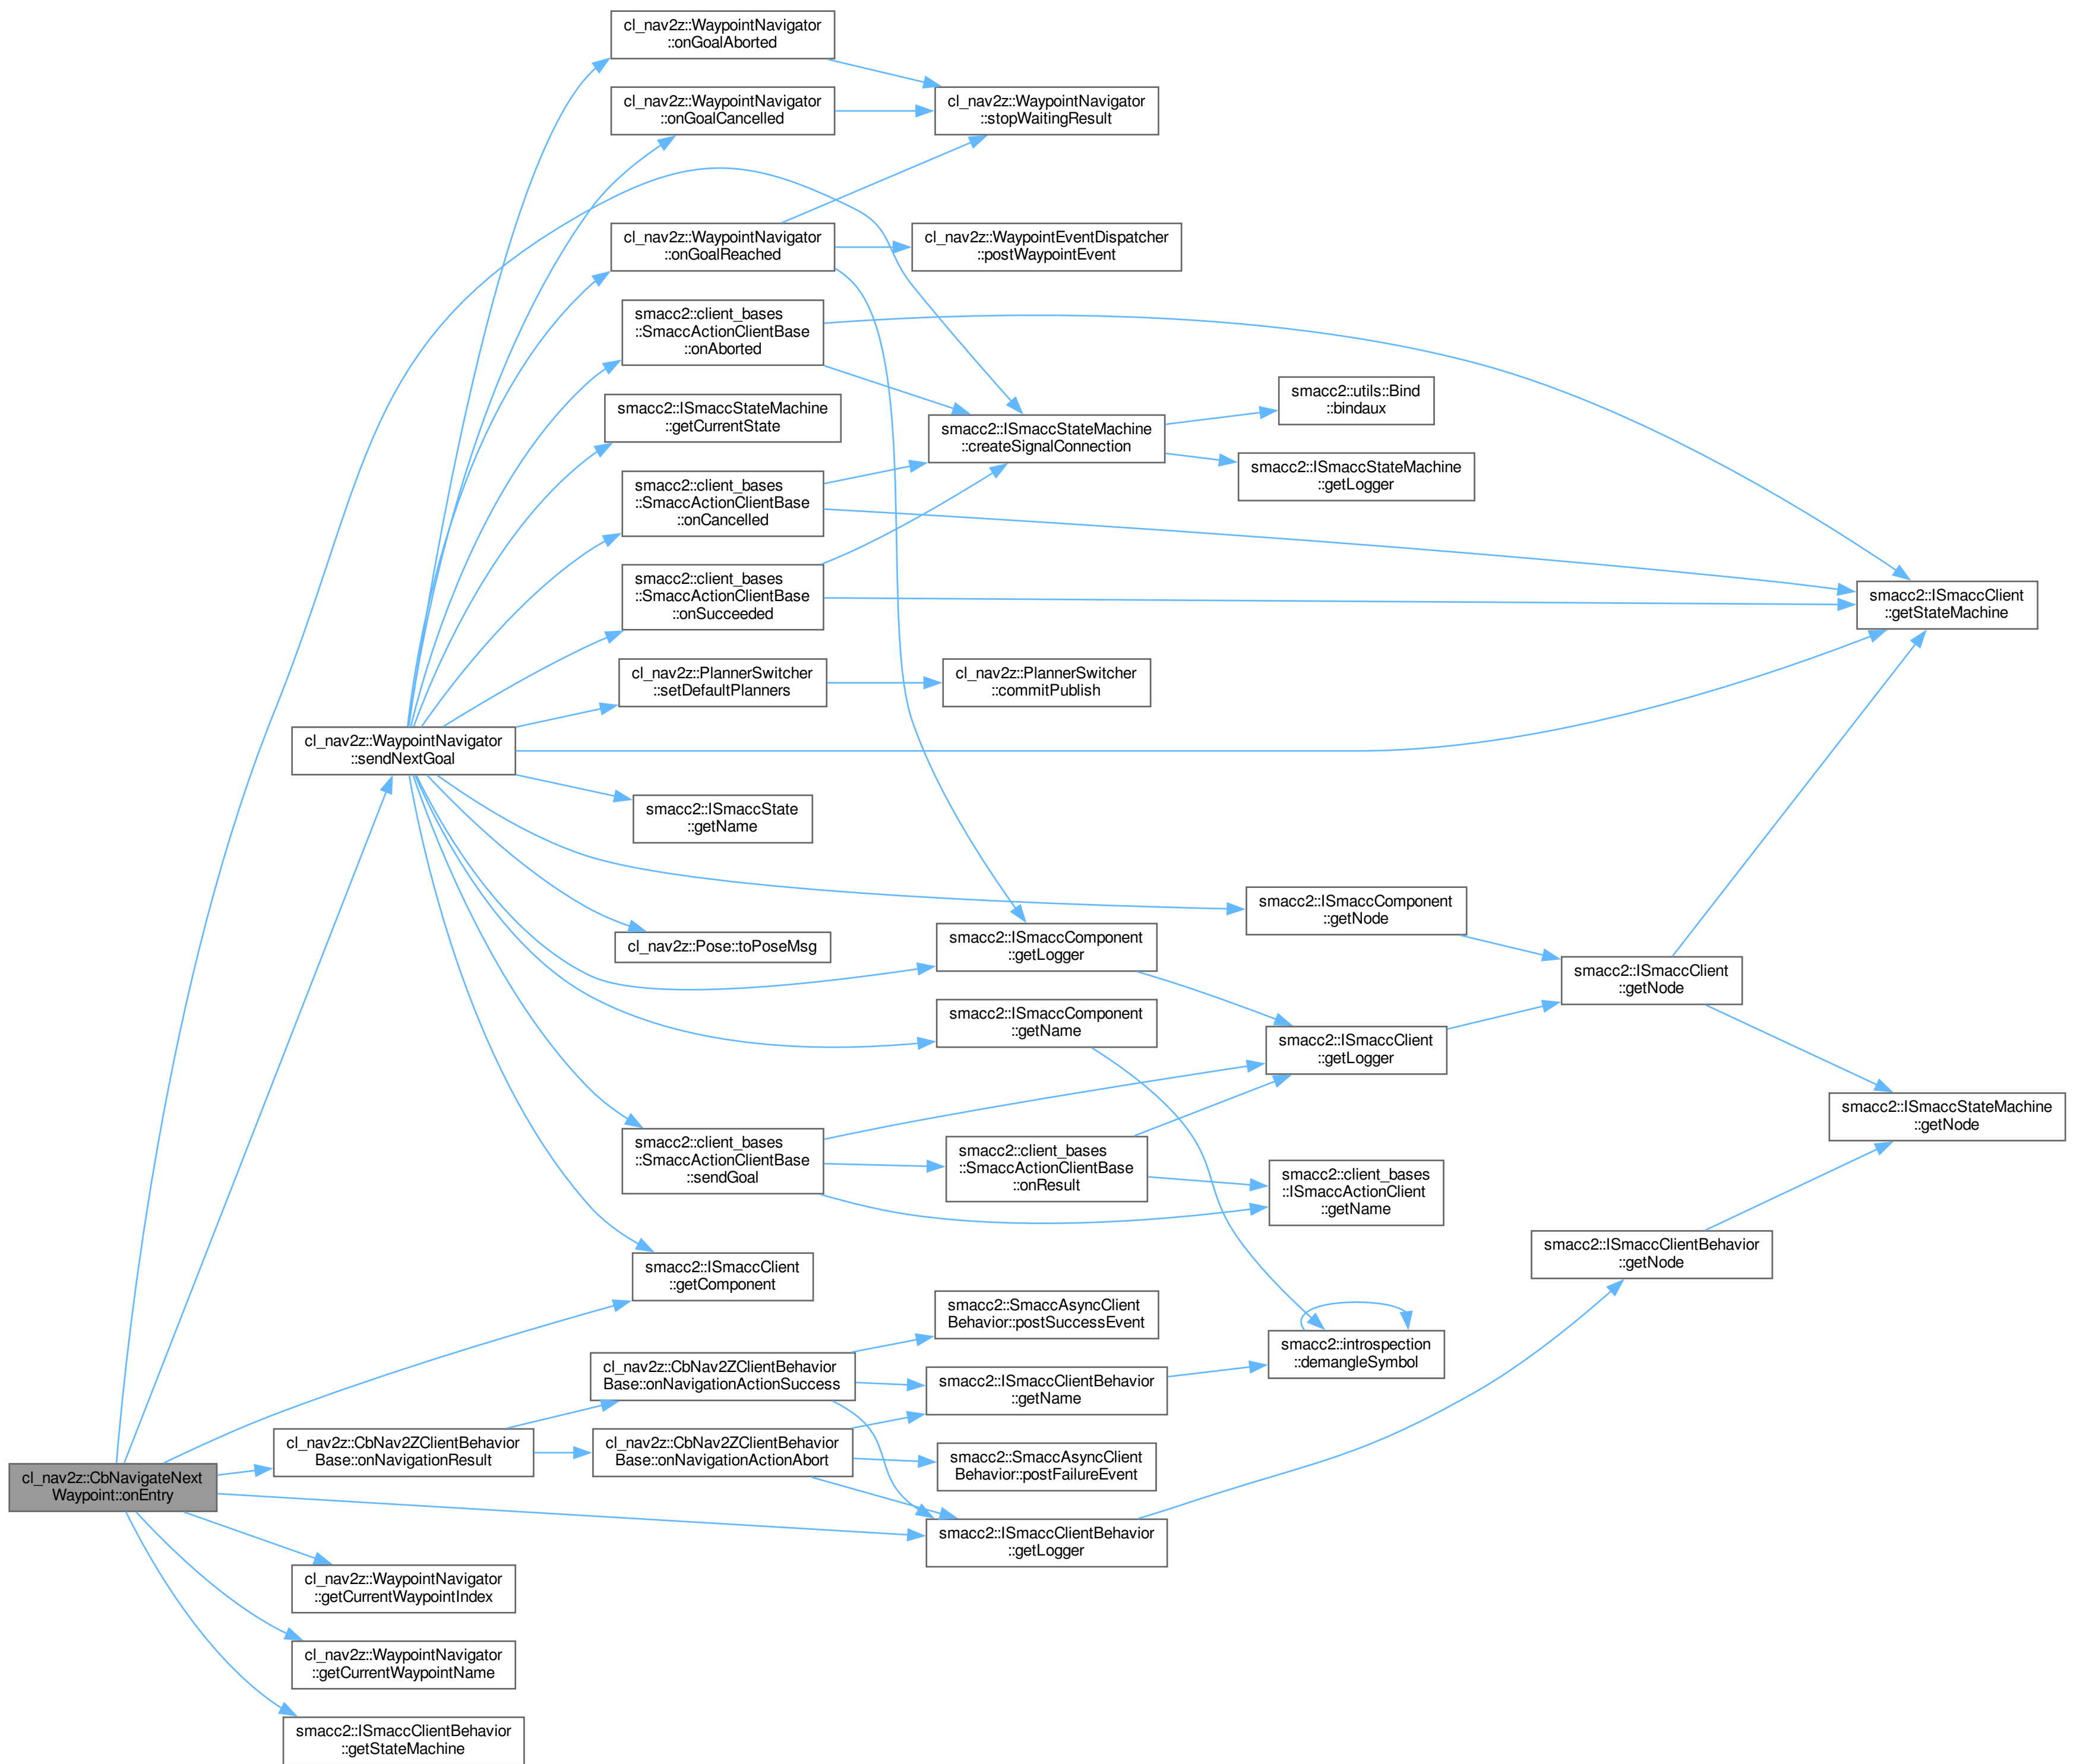 cl_nav2z::WaypointNavigator
::onGoalAborted
cl_nav2z::WaypointNavigator
::onGoalCancelled
cl_nav2z::WaypointNavigator
::stopWaitingResult
cl_nav2z::WaypointNavigator
::onGoalReached
cl_nav2z::WaypointEventDispatcher
::postWaypointEvent
smacc2::client_bases
::SmaccActionClientBase
::onAborted
smacc2::ISmaccStateMachine
::getCurrentState
smacc2::utils::Bind
::bindaux
smacc2::ISmaccStateMachine
::createSignalConnection
smacc2::ISmaccStateMachine
::getLogger
smacc2::client_bases
::SmaccActionClientBase
::onCancelled
smacc2::client_bases
::SmaccActionClientBase
::onSucceeded
smacc2::ISmaccClient
::getStateMachine
cl_nav2z::PlannerSwitcher
::setDefaultPlanners
cl_nav2z::PlannerSwitcher
::commitPublish
cl_nav2z::WaypointNavigator
::sendNextGoal
smacc2::ISmaccState
::getName
smacc2::ISmaccComponent
::getNode
cl_nav2z::Pose::toPoseMsg
smacc2::ISmaccComponent
::getLogger
smacc2::ISmaccClient
::getNode
smacc2::ISmaccComponent
::getName
smacc2::ISmaccClient
::getLogger
smacc2::ISmaccStateMachine
::getNode
smacc2::client_bases
::SmaccActionClientBase
::sendGoal
smacc2::client_bases
::SmaccActionClientBase
::onResult
smacc2::client_bases
::ISmaccActionClient
::getName
smacc2::ISmaccClientBehavior
::getNode
smacc2::ISmaccClient
::getComponent
smacc2::SmaccAsyncClient
Behavior::postSuccessEvent
smacc2::introspection
::demangleSymbol
cl_nav2z::CbNav2ZClientBehavior
Base::onNavigationActionSuccess
smacc2::ISmaccClientBehavior
::getName
cl_nav2z::CbNav2ZClientBehavior
Base::onNavigationResult
cl_nav2z::CbNav2ZClientBehavior
Base::onNavigationActionAbort
smacc2::SmaccAsyncClient
Behavior::postFailureEvent
cl_nav2z::CbNavigateNext
Waypoint::onEntry
smacc2::ISmaccClientBehavior
::getLogger
cl_nav2z::WaypointNavigator
::getCurrentWaypointIndex
cl_nav2z::WaypointNavigator
::getCurrentWaypointName
smacc2::ISmaccClientBehavior
::getStateMachine